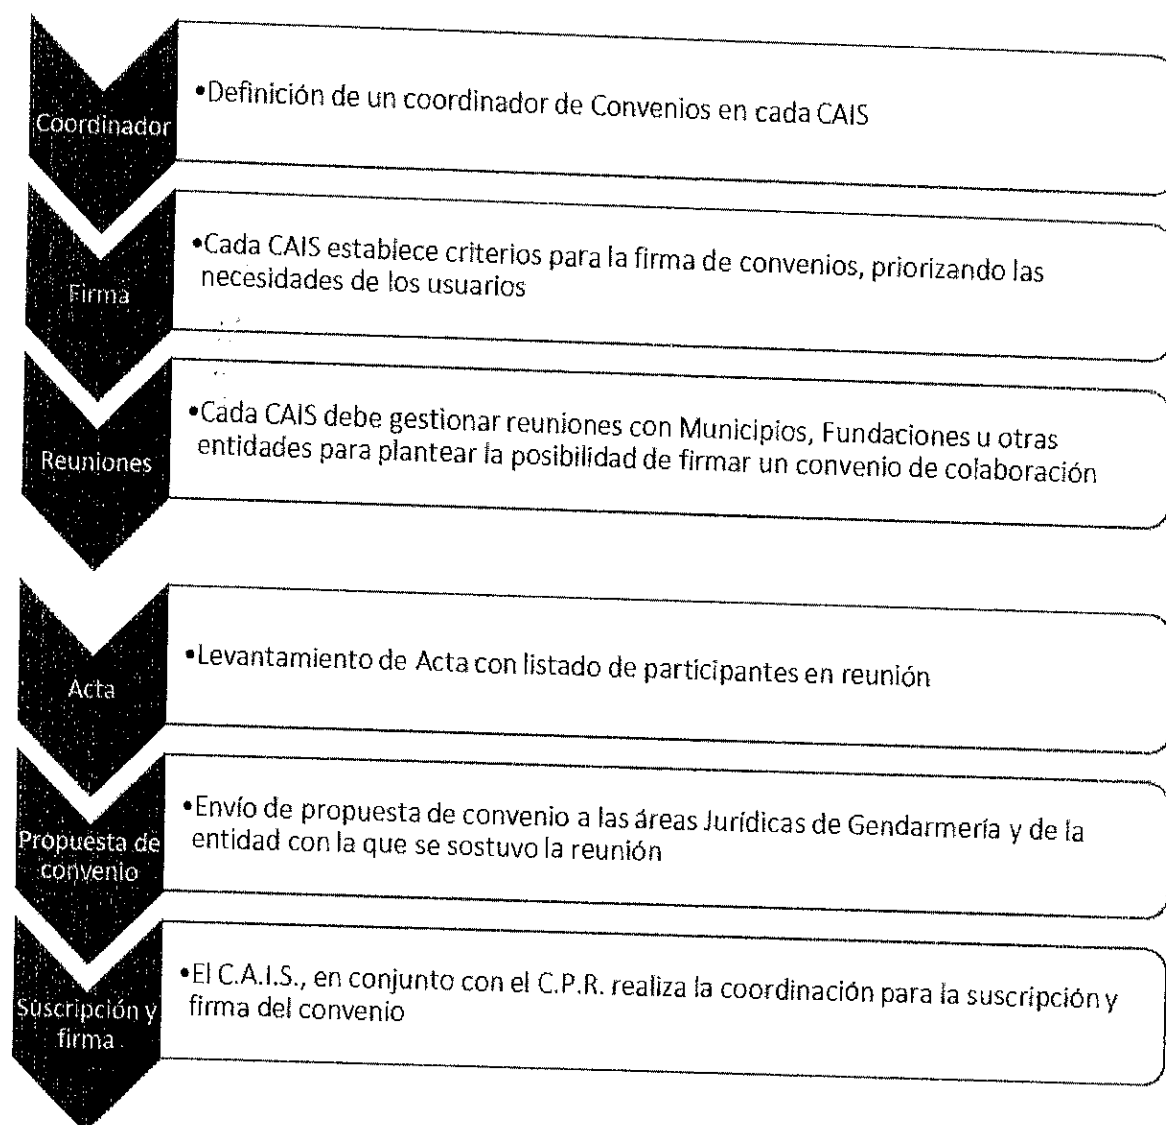 Coordinador
•Definición de un coordinador de Convenios en cada CAIS
Firma
•Cada CAIS establece criterios para la firma de convenios, priorizando las
necesidades de los usuarios
Reuniones
•Cada CAIS debe gestionar reuniones con Municipios, Fundaciones u otras
entidades para plantear la posibilidad de firmar un convenio de colaboración
Acta
•Levantamiento de Acta con listado de participantes en reunión
Propuesta de
convenio
•Envío de propuesta de convenio a las áreas Jurídicas de Gendarmería y de la
entidad con la que se sostuvo la reunión
Suscripción y
firma
•El C.A.I.S., en conjunto con el C.P.R. realiza la coordinación para la suscripción y
firma del convenio